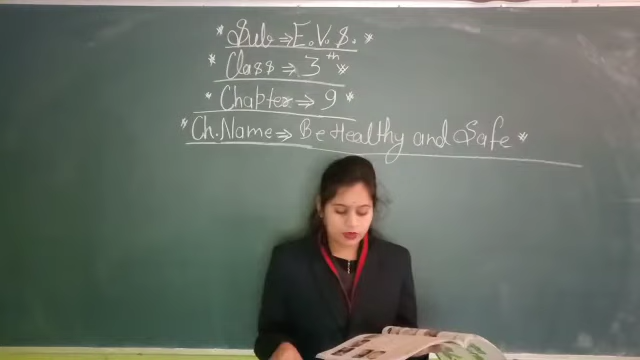 * Sub ⇒ E.V.S. *
* Class ⇒ 3th *
* Chapter ⇒ 9 *
* Ch. Name ⇒ Be Healthy and Safe *